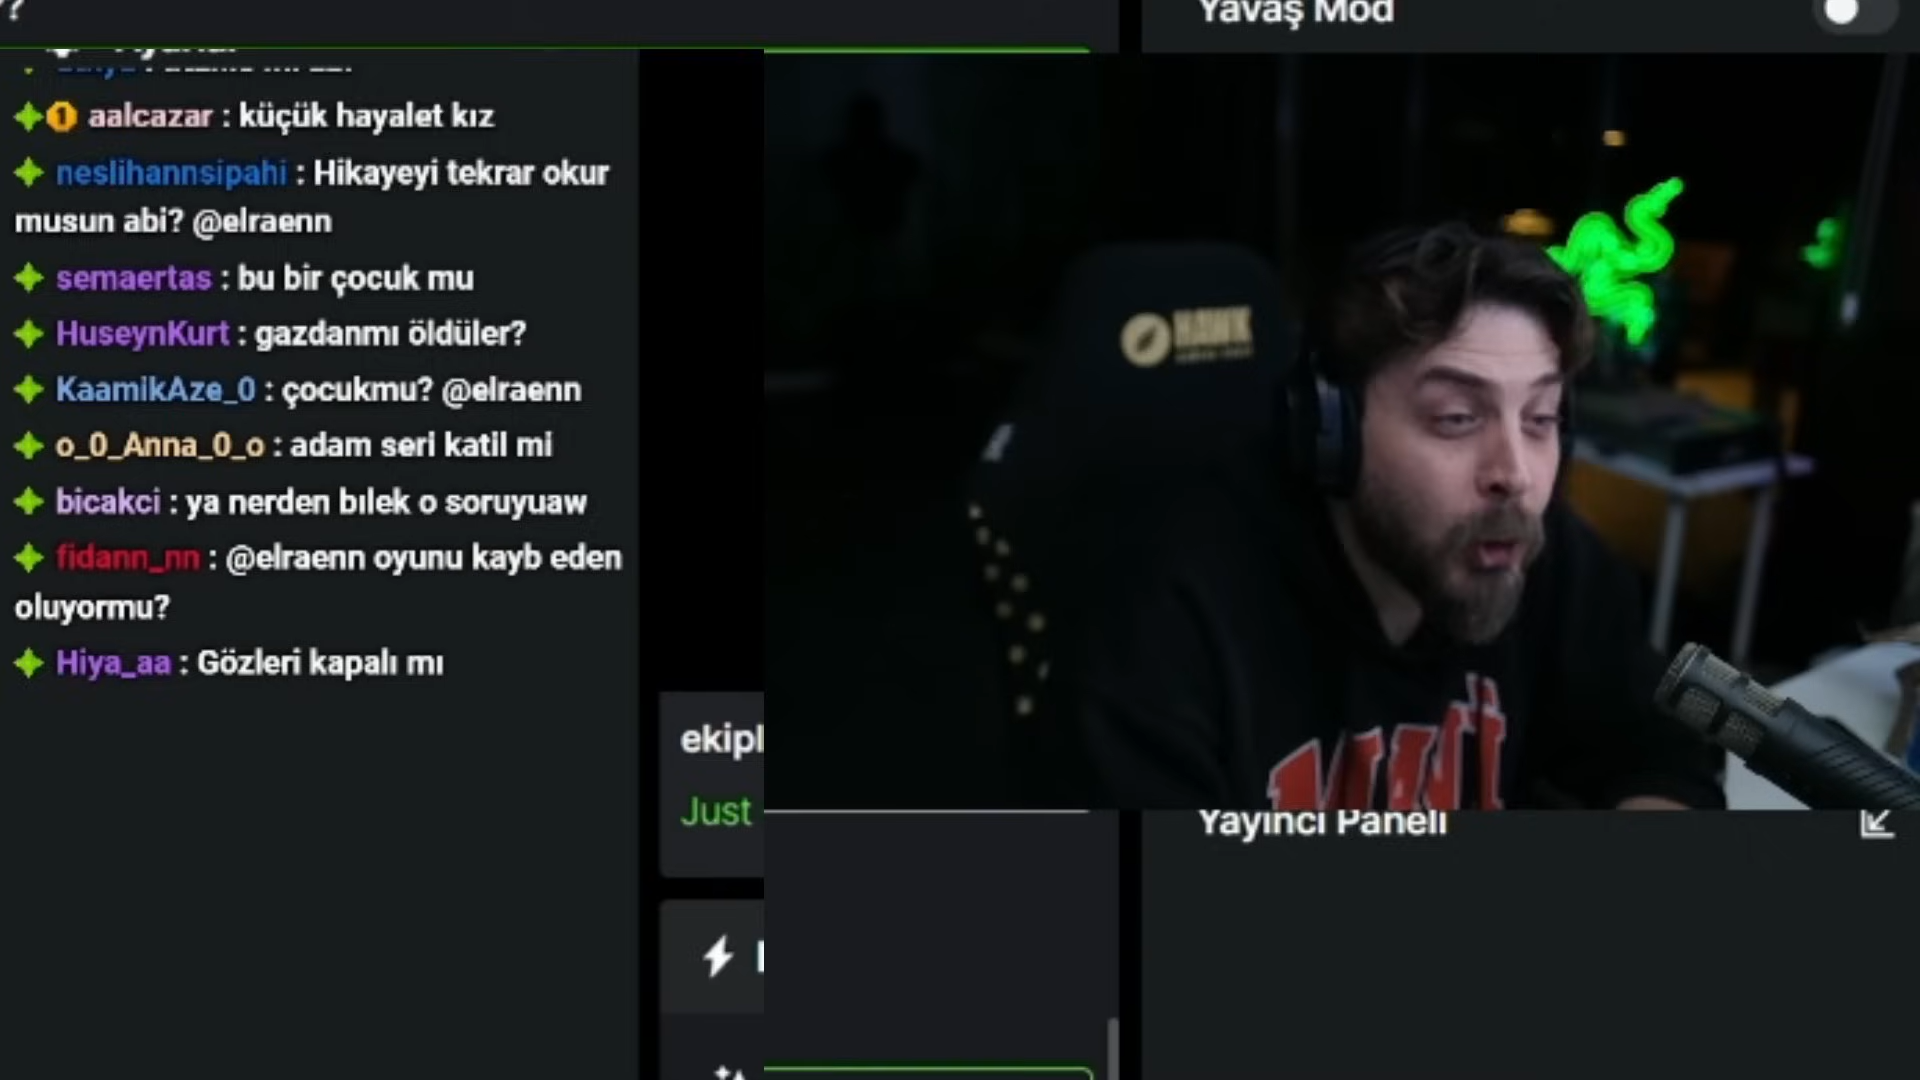 ?
Yavaş Mod
aalcazar : küçük hayalet kız
neslihannsipahi : Hikayeyi tekrar okur
musun abi? @elraenn
semaertas : bu bir çocuk mu
HuseynKurt : gazdanmı öldüler?
KaamikAze_0 : çocukmu? @elraenn
o_0_Anna_0_o : adam seri katil mi
bicakci : ya nerden bılek o soruyuaw
fidann_nn : @elraenn oyunu kayb eden
oluyormu?
Hiya_aa : Gözleri kapalı mı
HAWK
ekipl
Just
Yayıncı Paneli